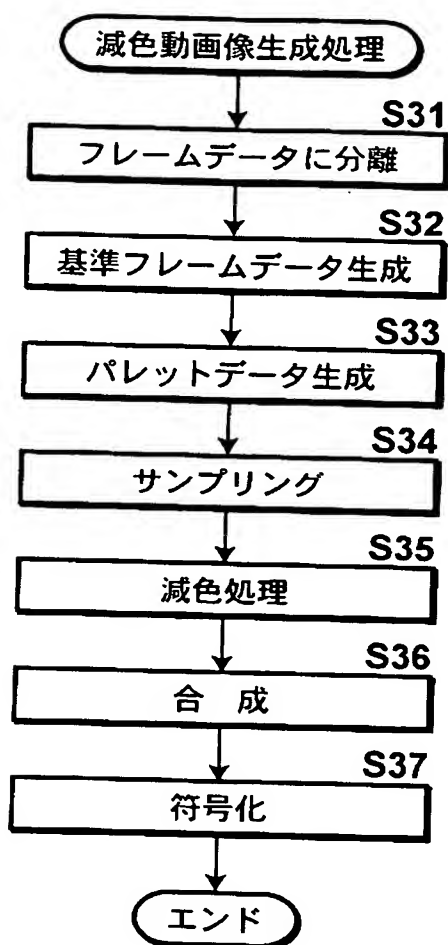 減色動画像生成処理
S31
フレームデータに分離
S32
基準フレームデータ生成
S33
パレットデータ生成
S34
サンプリング
S35
減色処理
S36
合 成
S37
符号化
エンド